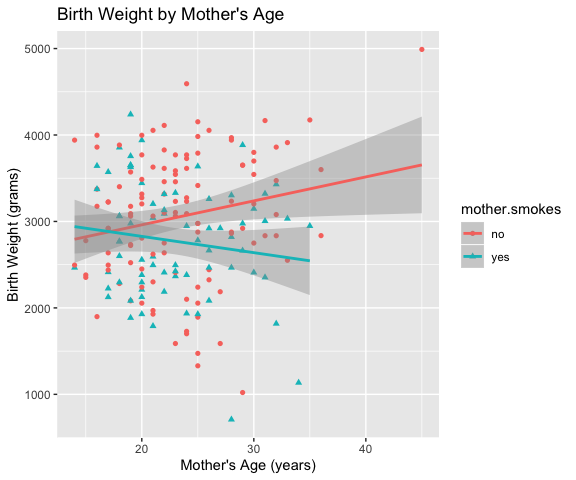 Birth Weight by Mother's Age
5000
4000
3000
2000
1000
Birth Weight (grams)
20
30
40
Mother's Age (years)
mother.smokes
no
yes